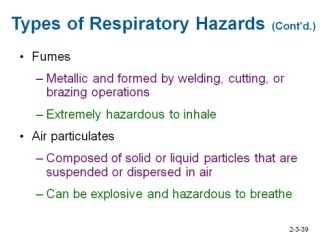 Types of Respiratory Hazards (Cont'd.)
• Fumes
– Metallic and formed by welding, cutting, or
brazing operations
– Extremely hazardous to inhale
• Air particulates
– Composed of solid or liquid particles that are
suspended or dispersed in air
– Can be explosive and hazardous to breathe
2-3-39